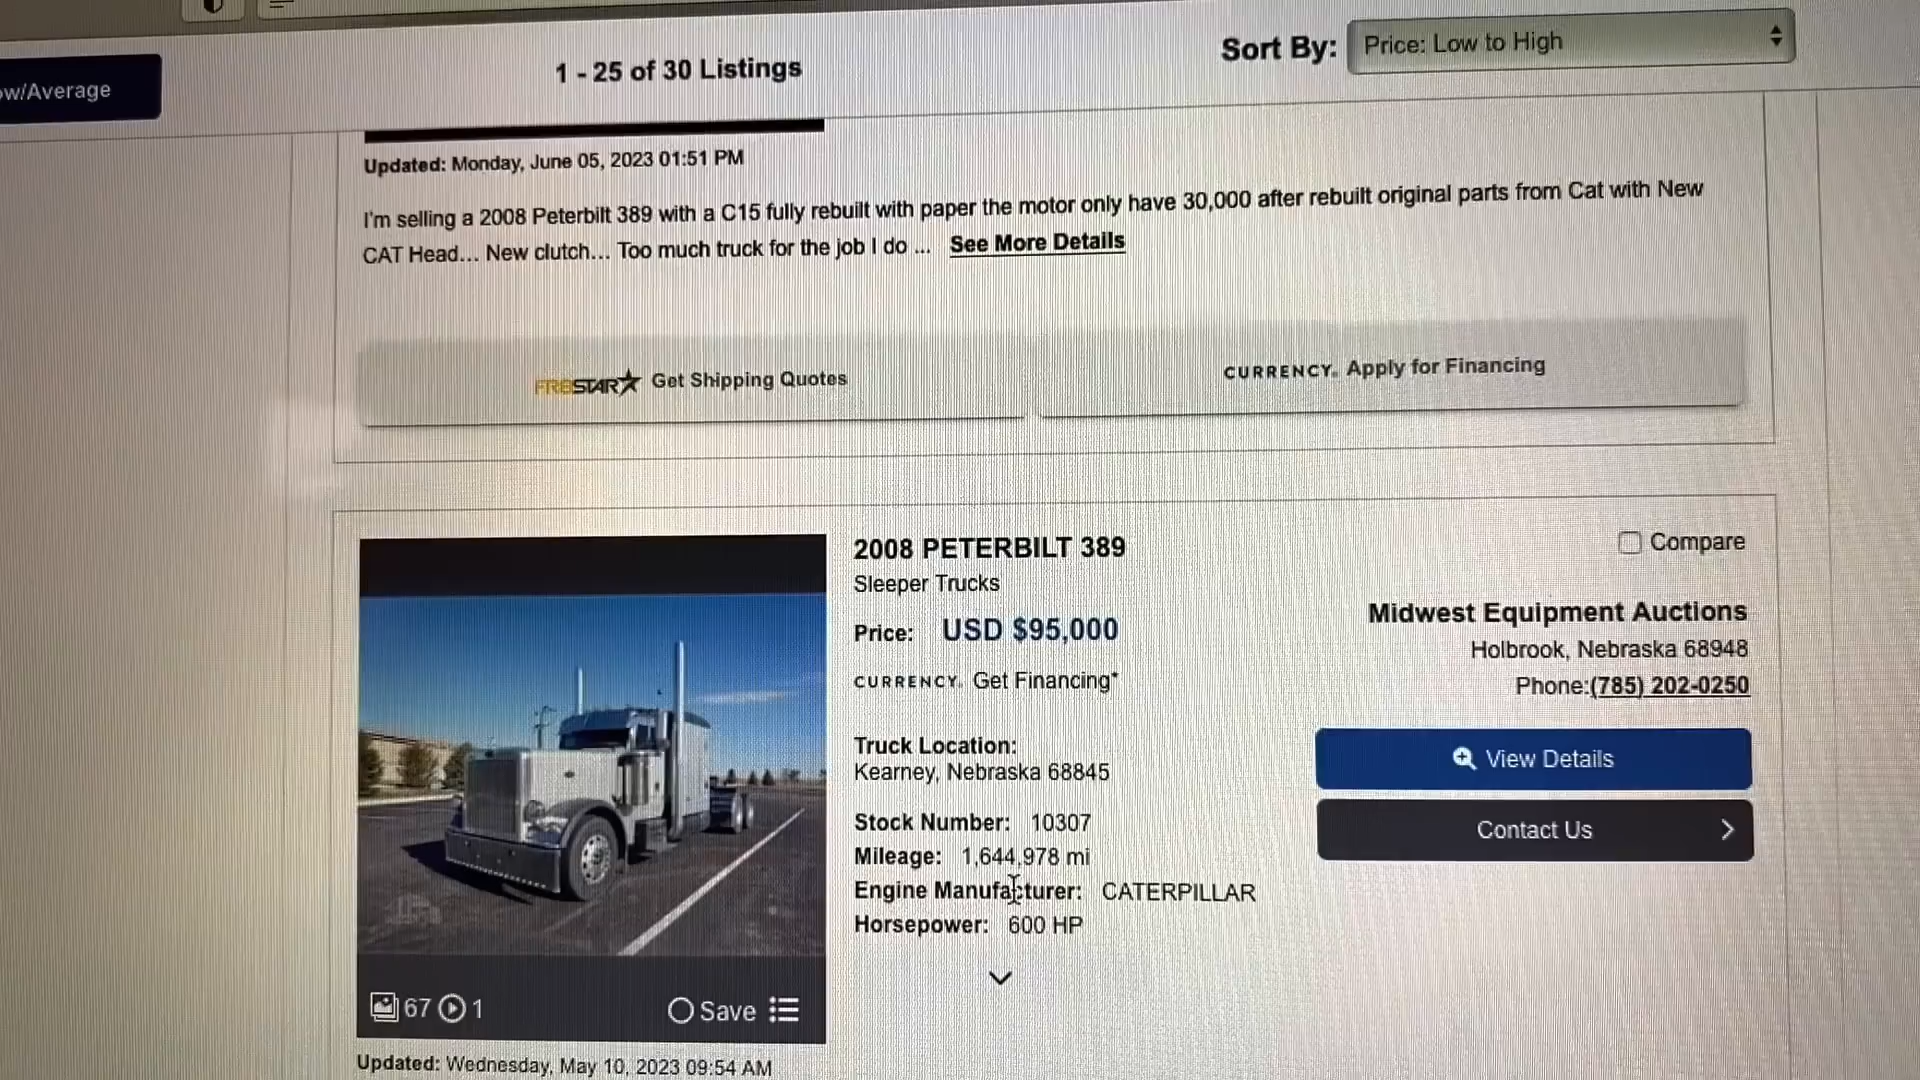 ow/Average
1 - 25 of 30 Listings
Sort By: Price: Low to High
Updated: Monday, June 05, 2023 01:51 PM
I'm selling a 2008 Peterbilt 389 with a C15 fully rebuilt with paper the motor only have 30,000 after rebuilt original parts from Cat with New
CAT Head... New clutch... Too much truck for the job I do ... See More Details
FR8STAR Get Shipping Quotes
CURRENCY. Apply for Financing
2008 PETERBILT 389
Sleeper Trucks
Price: USD $95,000
CURRENCY. Get Financing*
Truck Location:
Kearney, Nebraska 68845
Stock Number: 10307
Mileage: 1,644,978 mi
Engine Manufacturer: CATERPILLAR
Horsepower: 600 HP
Compare
Midwest Equipment Auctions
Holbrook, Nebraska 68948
Phone:(785) 202-0250
View Details
Contact Us
67 1
Save
Updated: Wednesday, May 10, 2023 09:54 AM